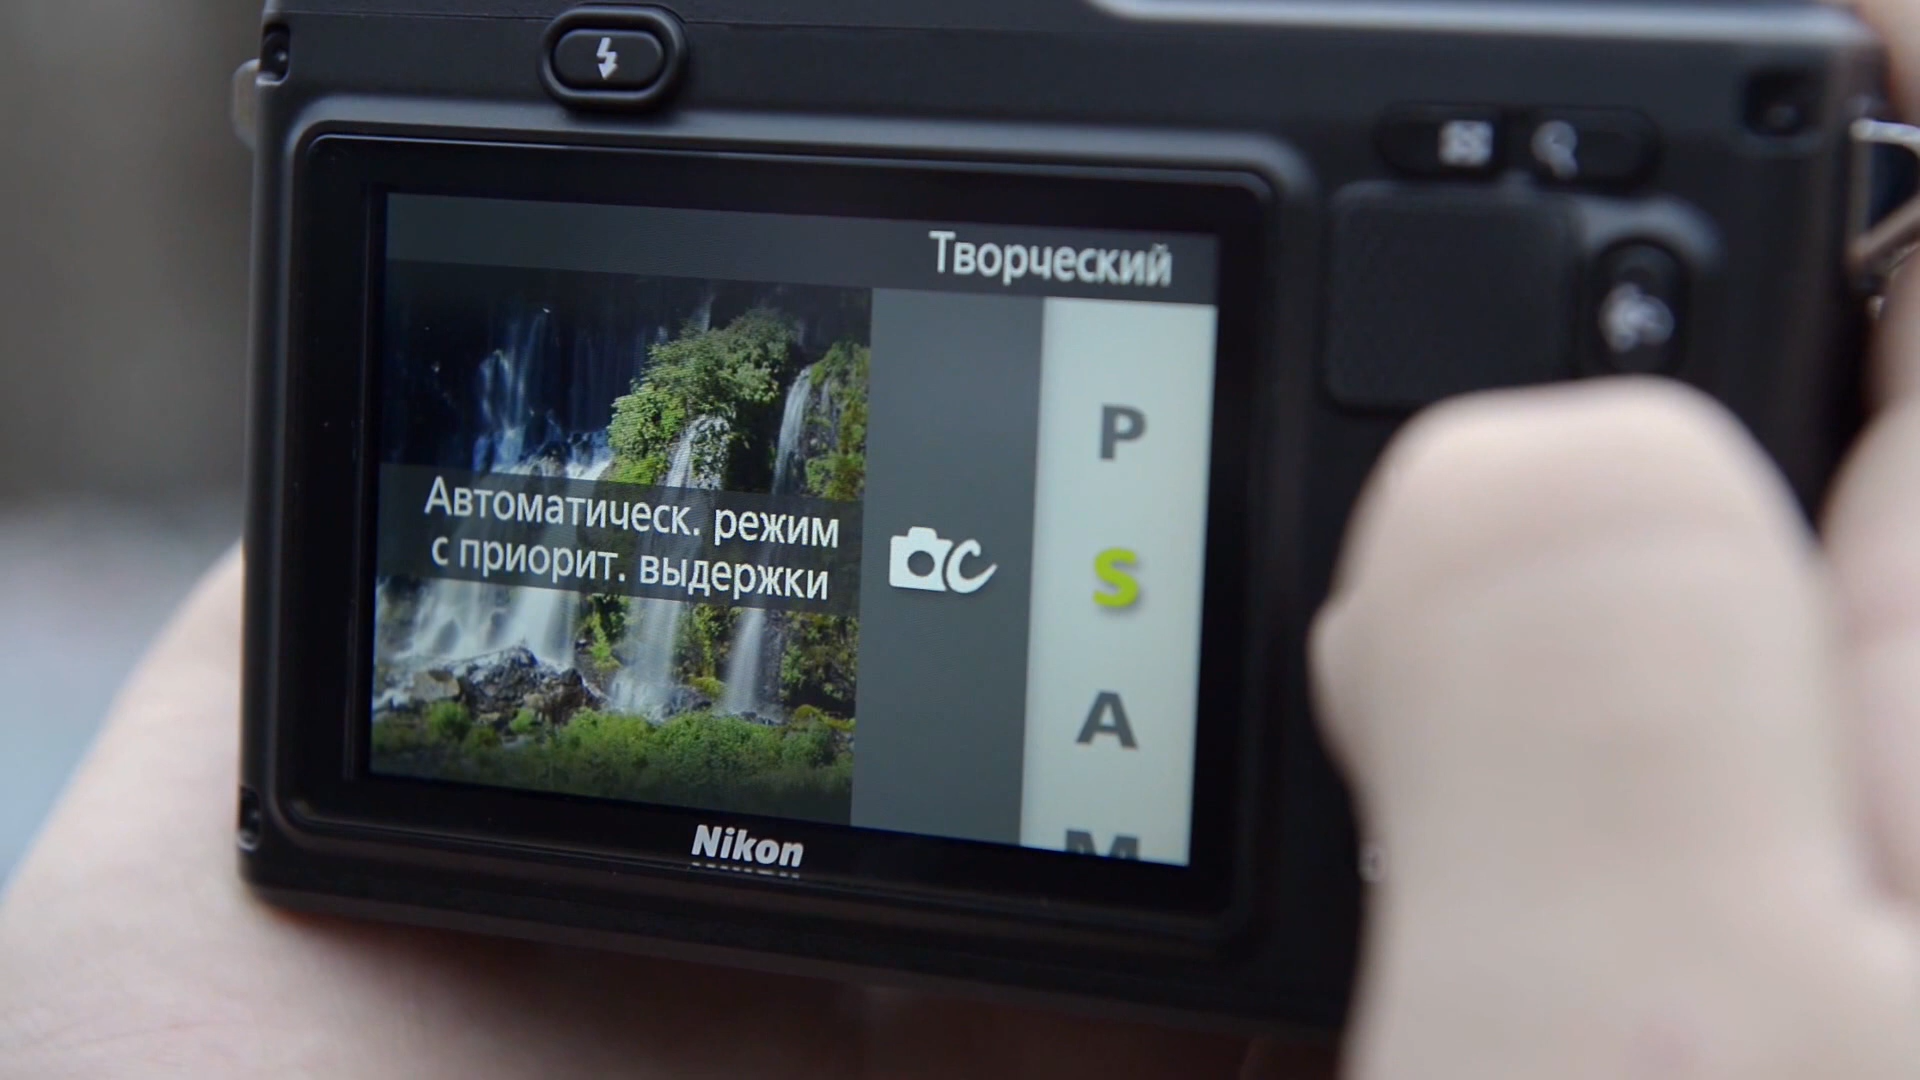 Творческий
P
Автоматическ. режим
с приорит. выдержки
C
S
A
M
Nikon